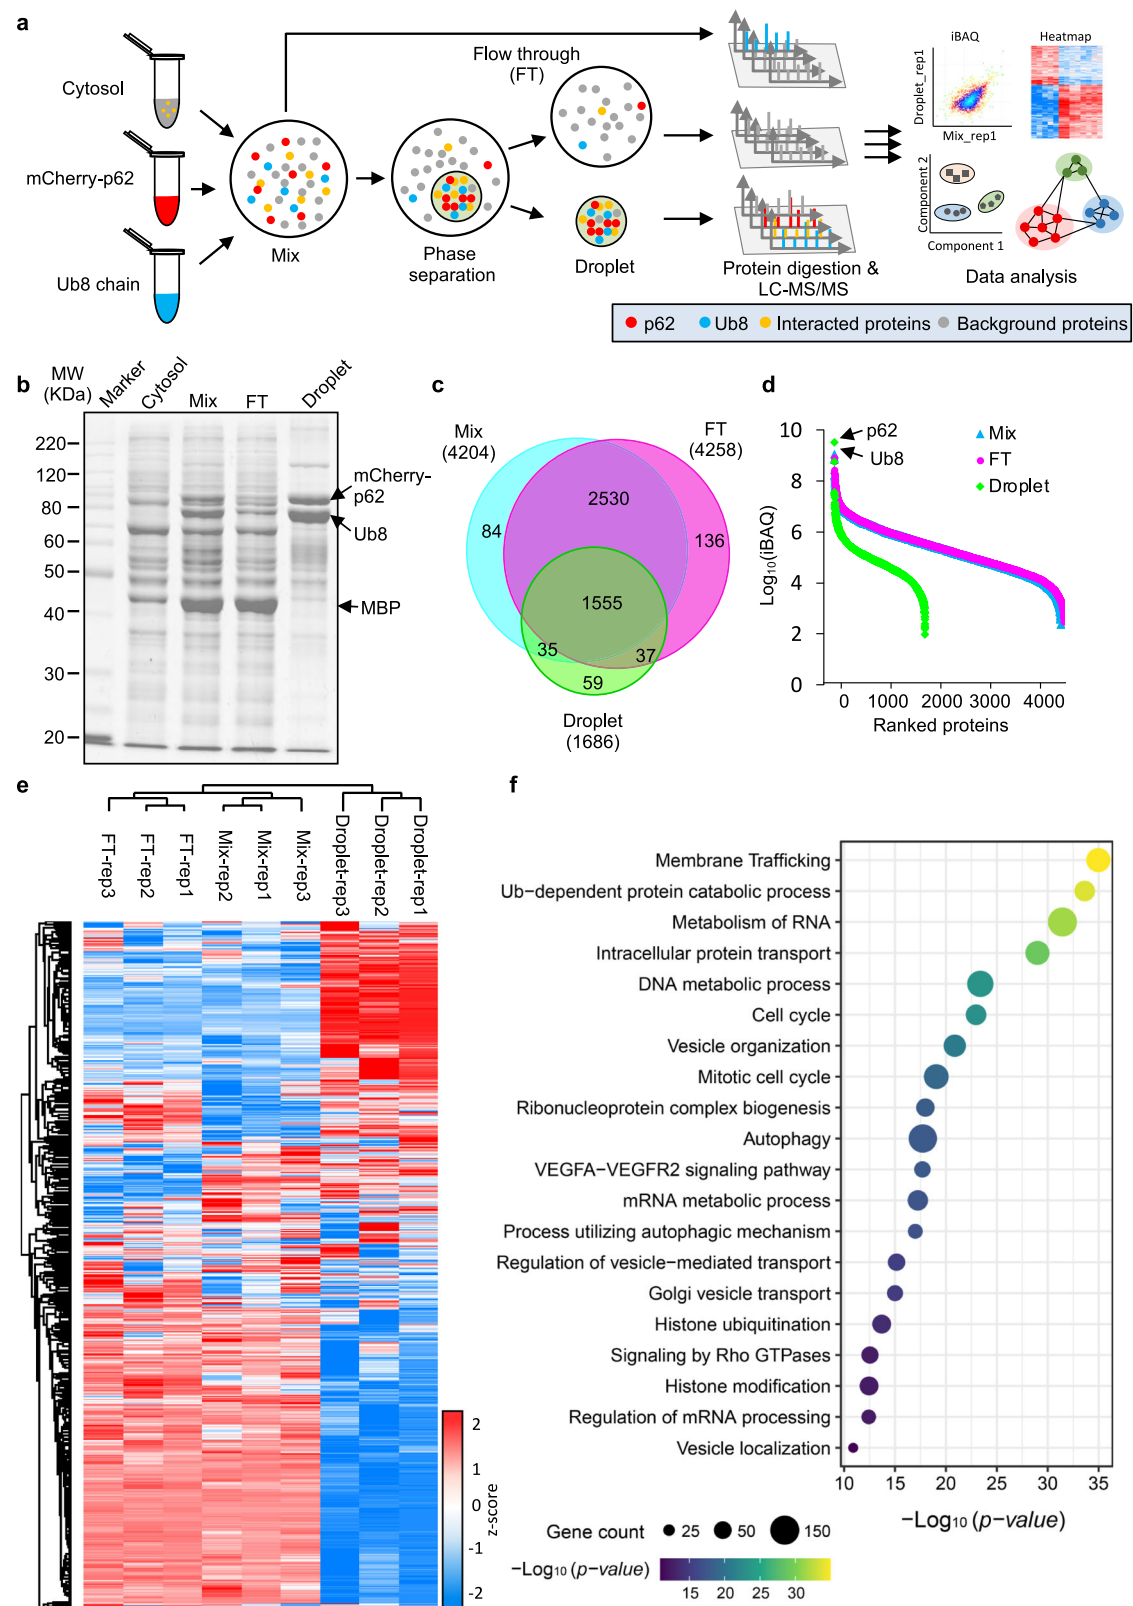 a
Cytosol
mCherry-p62
Ub8 chain
Mix
Phase
separation
Flow through
(FT)
Droplet
Protein digestion &
LC-MS/MS
iBAQ
Droplet_rep1
Mix_rep1
Heatmap
Component 2
Component 1
Data analysis
p62
Ub8
Interacted proteins
Background proteins
b
MW
(KDa)
Marker
Cytosol
Mix
FT
Droplet
220
120
80
60
50
40
30
20
mCherry-
p62
Ub8
MBP
c
Mix
(4204)
FT
(4258)
2530
84
136
1555
35
37
59
Droplet
(1686)
d
Log10(iBAQ)
10
8
6
4
2
0
p62
Ub8
Mix
FT
Droplet
0
1000
2000
3000
4000
Ranked proteins
e
FT-rep3
FT-rep2
FT-rep1
Mix-rep2
Mix-rep1
Mix-rep3
Droplet-rep3
Droplet-rep2
Droplet-rep1
2
1
0
-1
-2
z-score
f
Membrane Trafficking
Ub−dependent protein catabolic process
Metabolism of RNA
Intracellular protein transport
DNA metabolic process
Cell cycle
Vesicle organization
Mitotic cell cycle
Ribonucleoprotein complex biogenesis
Autophagy
VEGFA−VEGFR2 signaling pathway
mRNA metabolic process
Process utilizing autophagic mechanism
Regulation of vesicle−mediated transport
Golgi vesicle transport
Histone ubiquitination
Signaling by Rho GTPases
Histone modification
Regulation of mRNA processing
Vesicle localization
10
15
20
25
30
35
−Log10 (p−value)
Gene count
25
50
150
−Log10 (p−value)
15
20
25
30